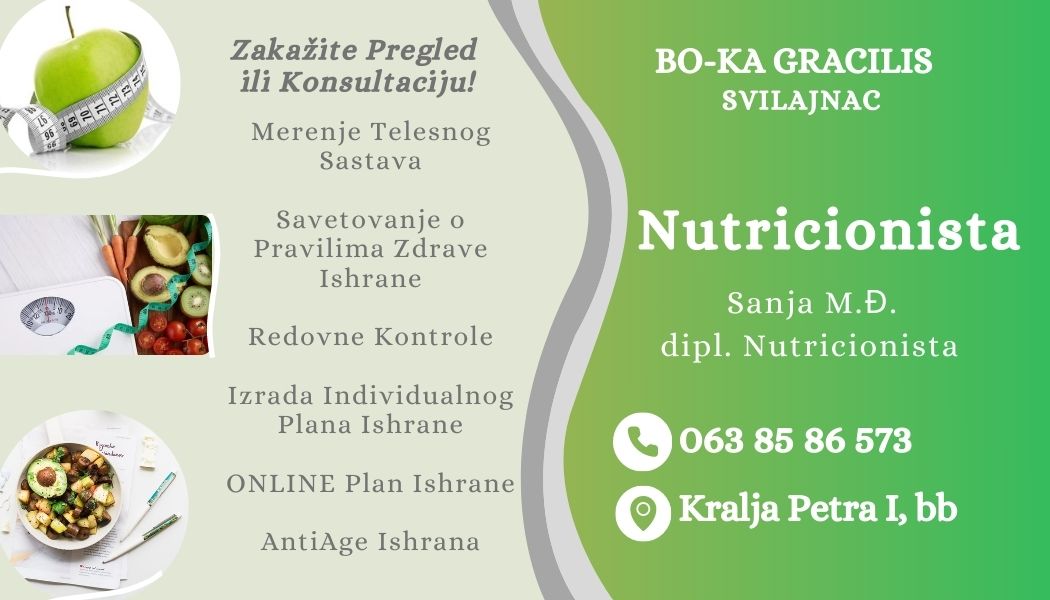 Zakažite Pregled
ili Konsultaciju!
Merenje Telesnog
Sastava
Savetovanje o
Pravilima Zdrave
Ishrane
Redovne Kontrole
Izrada Individualnog
Plana Ishrane
ONLINE Plan Ishrane
AntiAge Ishrana
BO-KA GRACILIS
SVILAJNAC
Nutricionista
Sanja M.Đ.
dipl. Nutricionista
063 85 86 573
Kralja Petra I, bb